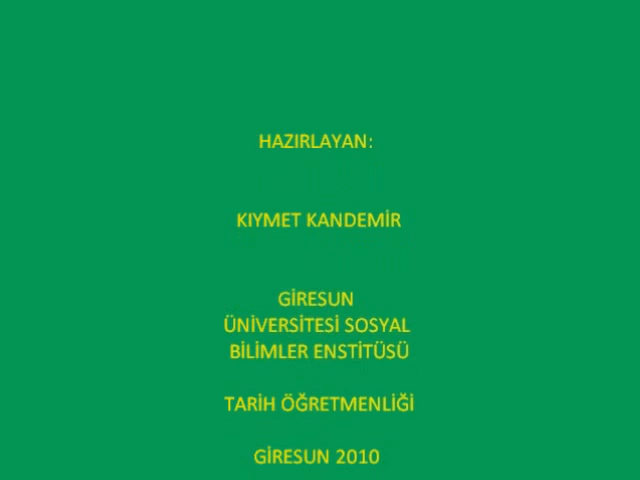 HAZIRLAYAN:
KIYMET KANDEMİR
GİRESUN
ÜNİVERSİTESİ SOSYAL
BİLİMLER ENSTİTÜSÜ
TARİH ÖĞRETMENLİĞİ
GİRESUN 2010